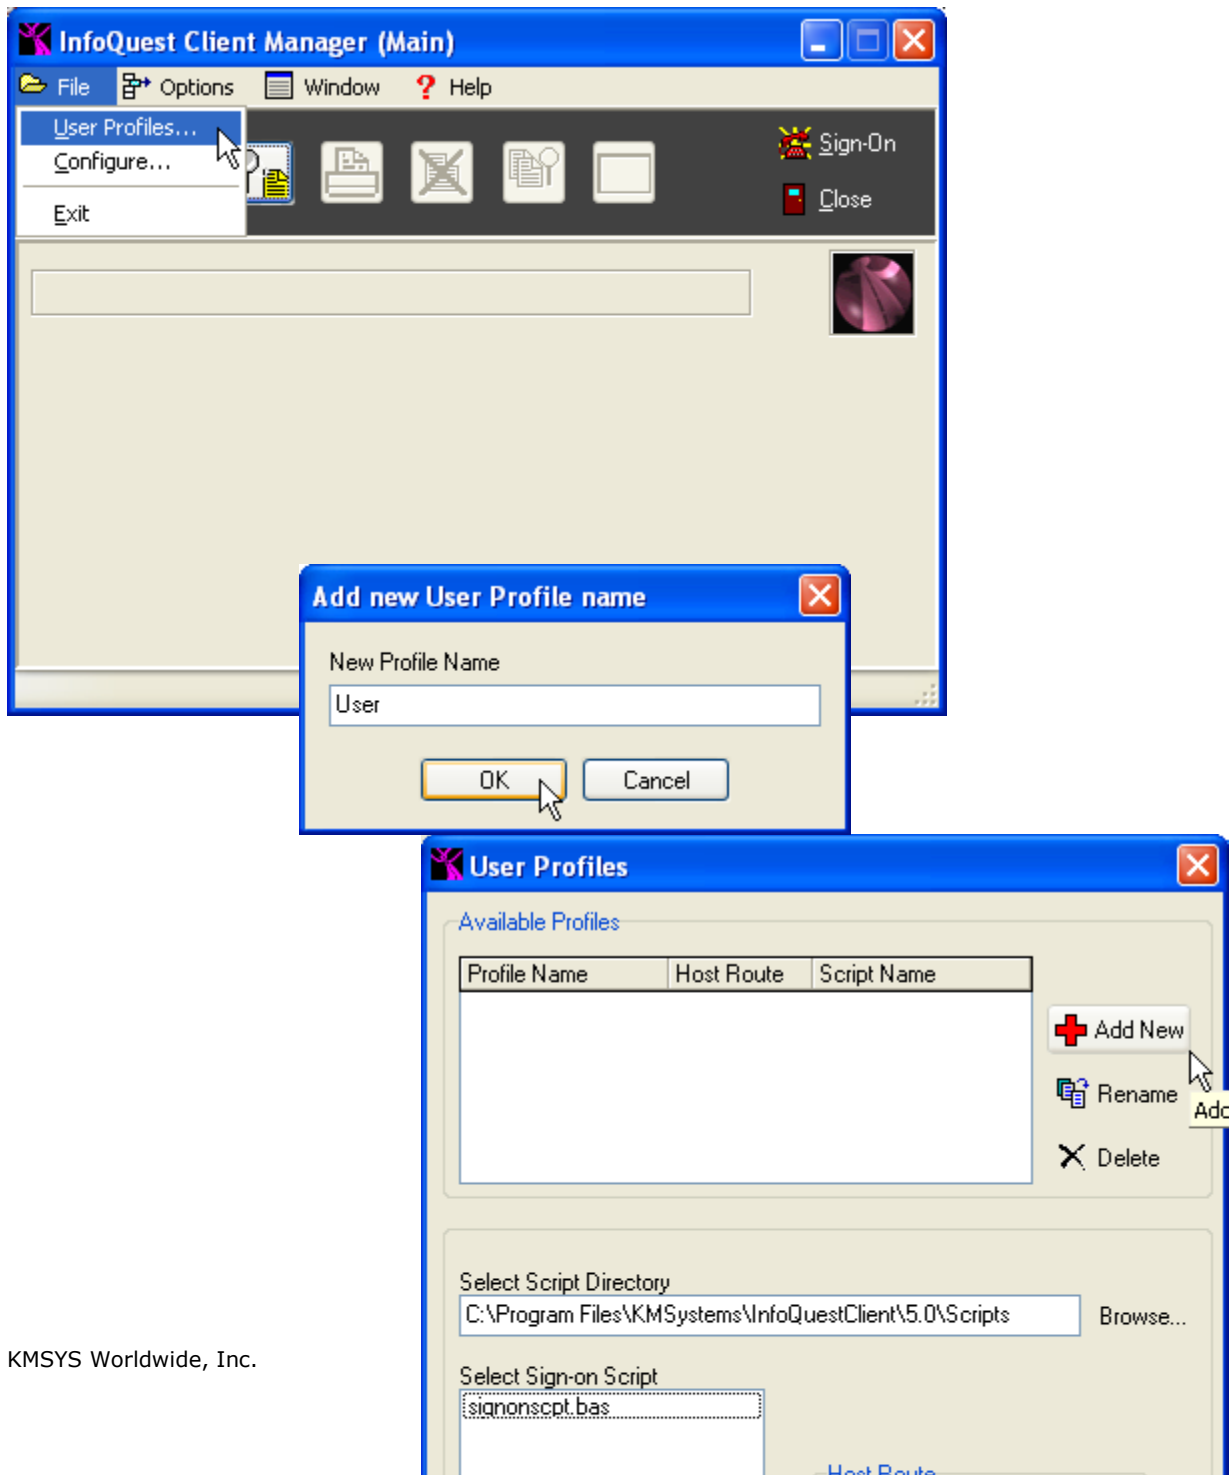 InfoQuest Client Manager (Main)
File Options Window ? Help
User Profiles...
Configure...
Exit
Sign-On
Close
Add new User Profile name
New Profile Name
User
OK Cancel
User Profiles
Available Profiles
Profile Name Host Route Script Name
Add New
Rename
Delete
Select Script Directory
C:\Program Files\KMSystems\InfoQuestClient\5.0\Scripts
Browse...
KMSYS Worldwide, Inc.
Select Sign-on Script
signonscpt.bas
Host Route